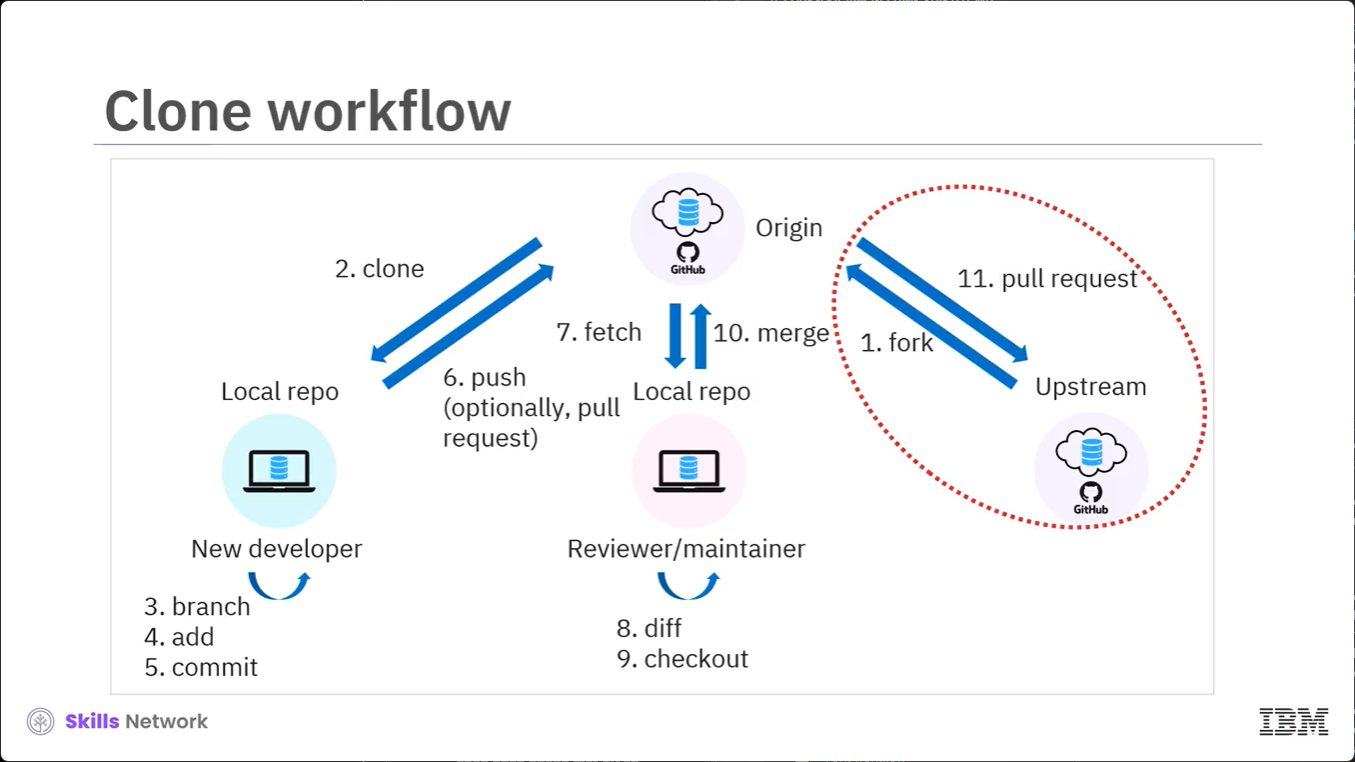 Clone workflow
GitHub
Origin
2. clone
11. pull request
7. fetch
10. merge
1. fork
6. push
(optionally, pull
request)
Local repo
Local repo
Upstream
GitHub
New developer
Reviewer/maintainer
3. branch
4. add
5. commit
8. diff
9. checkout
Skills Network
IBM